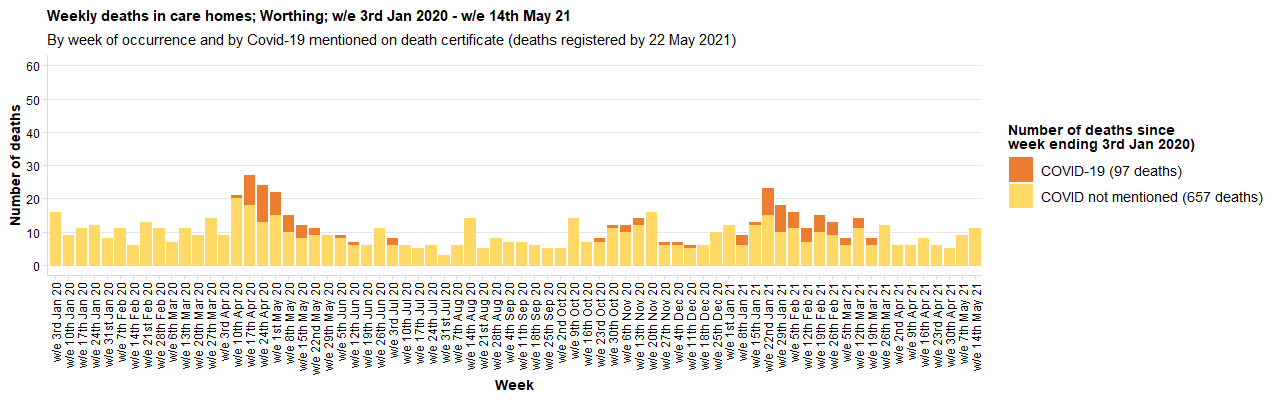 Weekly deaths in care homes; Worthing; w/e 3rd Jan 2020 - w/e 14th May 21
By week of occurrence and by Covid-19 mentioned on death certificate (deaths registered by 22 May 2021)
Number of deaths
60
50
40
30
20
10
0
w/e 3rd Jan 20
w/e 10th Jan 20
w/e 17th Jan 20
w/e 24th Jan 20
w/e 31st Jan 20
w/e 7th Feb 20
w/e 14th Feb 20
w/e 21st Feb 20
w/e 28th Feb 20
w/e 6th Mar 20
w/e 13th Mar 20
w/e 20th Mar 20
w/e 27th Mar 20
w/e 3rd Apr 20
w/e 10th Apr 20
w/e 17th Apr 20
w/e 24th Apr 20
w/e 1st May 20
w/e 8th May 20
w/e 15th May 20
w/e 22nd May 20
w/e 29th May 20
w/e 5th Jun 20
w/e 12th Jun 20
w/e 19th Jun 20
w/e 26th Jun 20
w/e 3rd Jul 20
w/e 10th Jul 20
w/e 17th Jul 20
w/e 24th Jul 20
w/e 31st Jul 20
w/e 7th Aug 20
w/e 14th Aug 20
w/e 21st Aug 20
w/e 28th Aug 20
w/e 4th Sep 20
w/e 11th Sep 20
w/e 18th Sep 20
w/e 25th Sep 20
w/e 2nd Oct 20
w/e 9th Oct 20
w/e 16th Oct 20
w/e 23rd Oct 20
w/e 30th Oct 20
w/e 6th Nov 20
w/e 13th Nov 20
w/e 20th Nov 20
w/e 27th Nov 20
w/e 4th Dec 20
w/e 11th Dec 20
w/e 18th Dec 20
w/e 25th Dec 20
w/e 1st Jan 21
w/e 8th Jan 21
w/e 15th Jan 21
w/e 22nd Jan 21
w/e 29th Jan 21
w/e 5th Feb 21
w/e 12th Feb 21
w/e 19th Feb 21
w/e 26th Feb 21
w/e 5th Mar 21
w/e 12th Mar 21
w/e 19th Mar 21
w/e 26th Mar 21
w/e 2nd Apr 21
w/e 9th Apr 21
w/e 16th Apr 21
w/e 23rd Apr 21
w/e 30th Apr 21
w/e 7th May 21
w/e 14th May 21
Week
Number of deaths since
week ending 3rd Jan 2020)
COVID-19 (97 deaths)
COVID not mentioned (657 deaths)